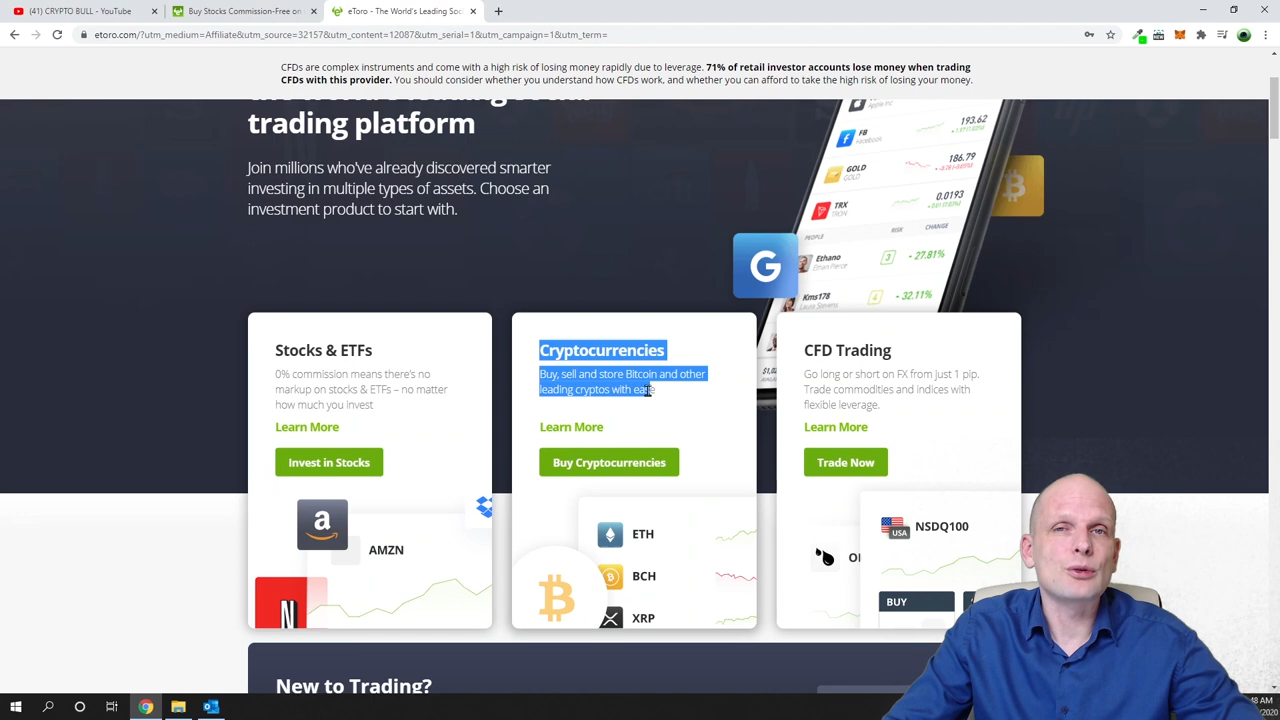 (41) CRYPTO BULL - YouTube
Buy Stocks Commission-Free on
eToro - The World's Leading Soc
etoro.com/?utm_medium=Affiliate&utm_source=32157&utm_content=12087&utm_serial=1&utm_campaign=1&utm_term=
CFDs are complex instruments and come with a high risk of losing money rapidly due to leverage. 71% of retail investor accounts lose money when trading
CFDs with this provider. You should consider whether you understand how CFDs work, and whether you can afford to take the high risk of losing your money.
trading platform
Join millions who've already discovered smarter
investing in multiple types of assets. Choose an
investment product to start with.
Apple Inc
FB
Facebook
193.62
GOLD
GOLD
186.79
TRX
TRON
0.0193
PEOPLE RISK CHANGE
Ethano
Ethan Pierce
3
- 27.81%
Kms178
Laura Stevens
4
- 32.11%
G
Stocks & ETFs
0% commission means there's no
markup on stocks & ETFs – no matter
how much you invest
Learn More
Invest in Stocks
AMZN
Cryptocurrencies
Buy, sell and store Bitcoin and other
leading cryptos with ease
Learn More
Buy Cryptocurrencies
ETH
BCH
XRP
CFD Trading
Go long or short on FX from just 1 pip.
Trade commodities and indices with
flexible leverage.
Learn More
Trade Now
USA
NSDQ100
BUY
New to Trading?